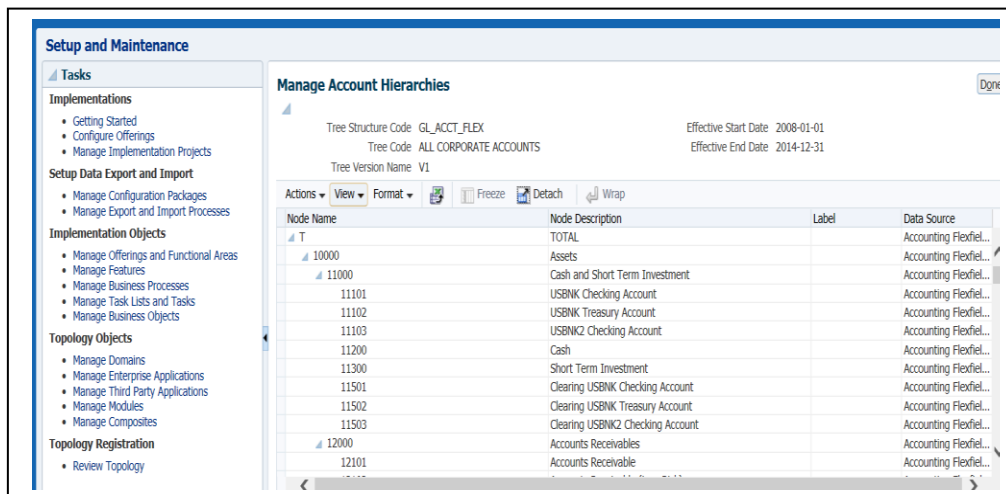 Setup and Maintenance
Tasks
Implementations
Getting Started
Configure Offerings
Manage Implementation Projects
Setup Data Export and Import
Manage Configuration Packages
Manage Export and Import Processes
Implementation Objects
Manage Offerings and Functional Areas
Manage Features
Manage Business Processes
Manage Task Lists and Tasks
Manage Business Objects
Topology Objects
Manage Domains
Manage Enterprise Applications
Manage Third Party Applications
Manage Modules
Manage Composites
Topology Registration
Review Topology
Manage Account Hierarchies
Done
Tree Structure Code GL_ACCT_FLEX Effective Start Date 2008-01-01
Tree Code ALL CORPORATE ACCOUNTS Effective End Date 2014-12-31
Tree Version Name V1
Actions View Format Freeze Detach Wrap
Node Name Node Description Label Data Source
T TOTAL Accounting Flexfiel...
10000 Assets Accounting Flexfiel...
11000 Cash and Short Term Investment Accounting Flexfiel...
11101 USBNK Checking Account Accounting Flexfiel...
11102 USBNK Treasury Account Accounting Flexfiel...
11103 USBNK2 Checking Account Accounting Flexfiel...
11200 Cash Accounting Flexfiel...
11300 Short Term Investment Accounting Flexfiel...
11501 Clearing USBNK Checking Account Accounting Flexfiel...
11502 Clearing USBNK Treasury Account Accounting Flexfiel...
11503 Clearing USBNK2 Checking Account Accounting Flexfiel...
12000 Accounts Receivables Accounting Flexfiel...
12101 Accounts Receivable Accounting Flexfiel...